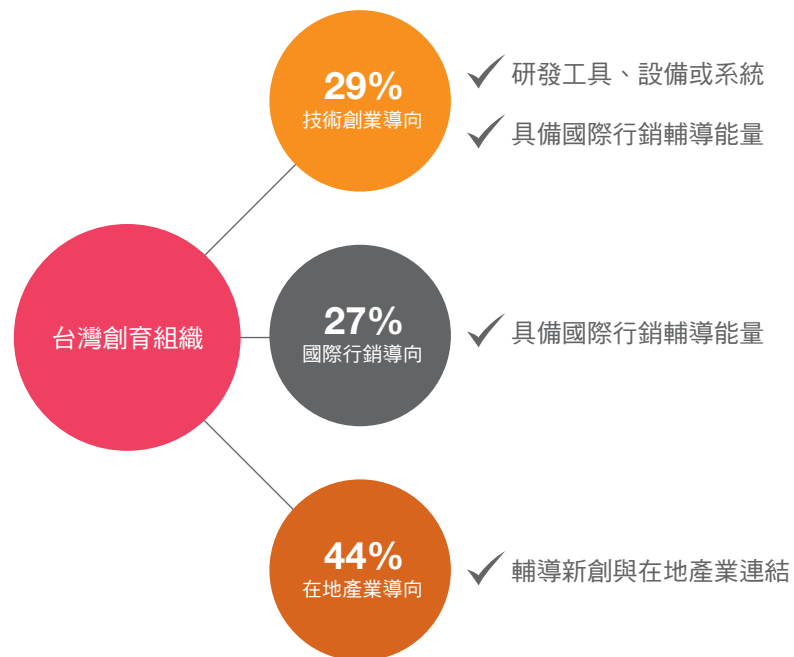 29%
技術創業導向
研發工具、設備或系統
具備國際行銷輔導能量
台灣創育組織
27%
國際行銷導向
具備國際行銷輔導能量
44%
在地產業導向
輔導新創與在地產業連結